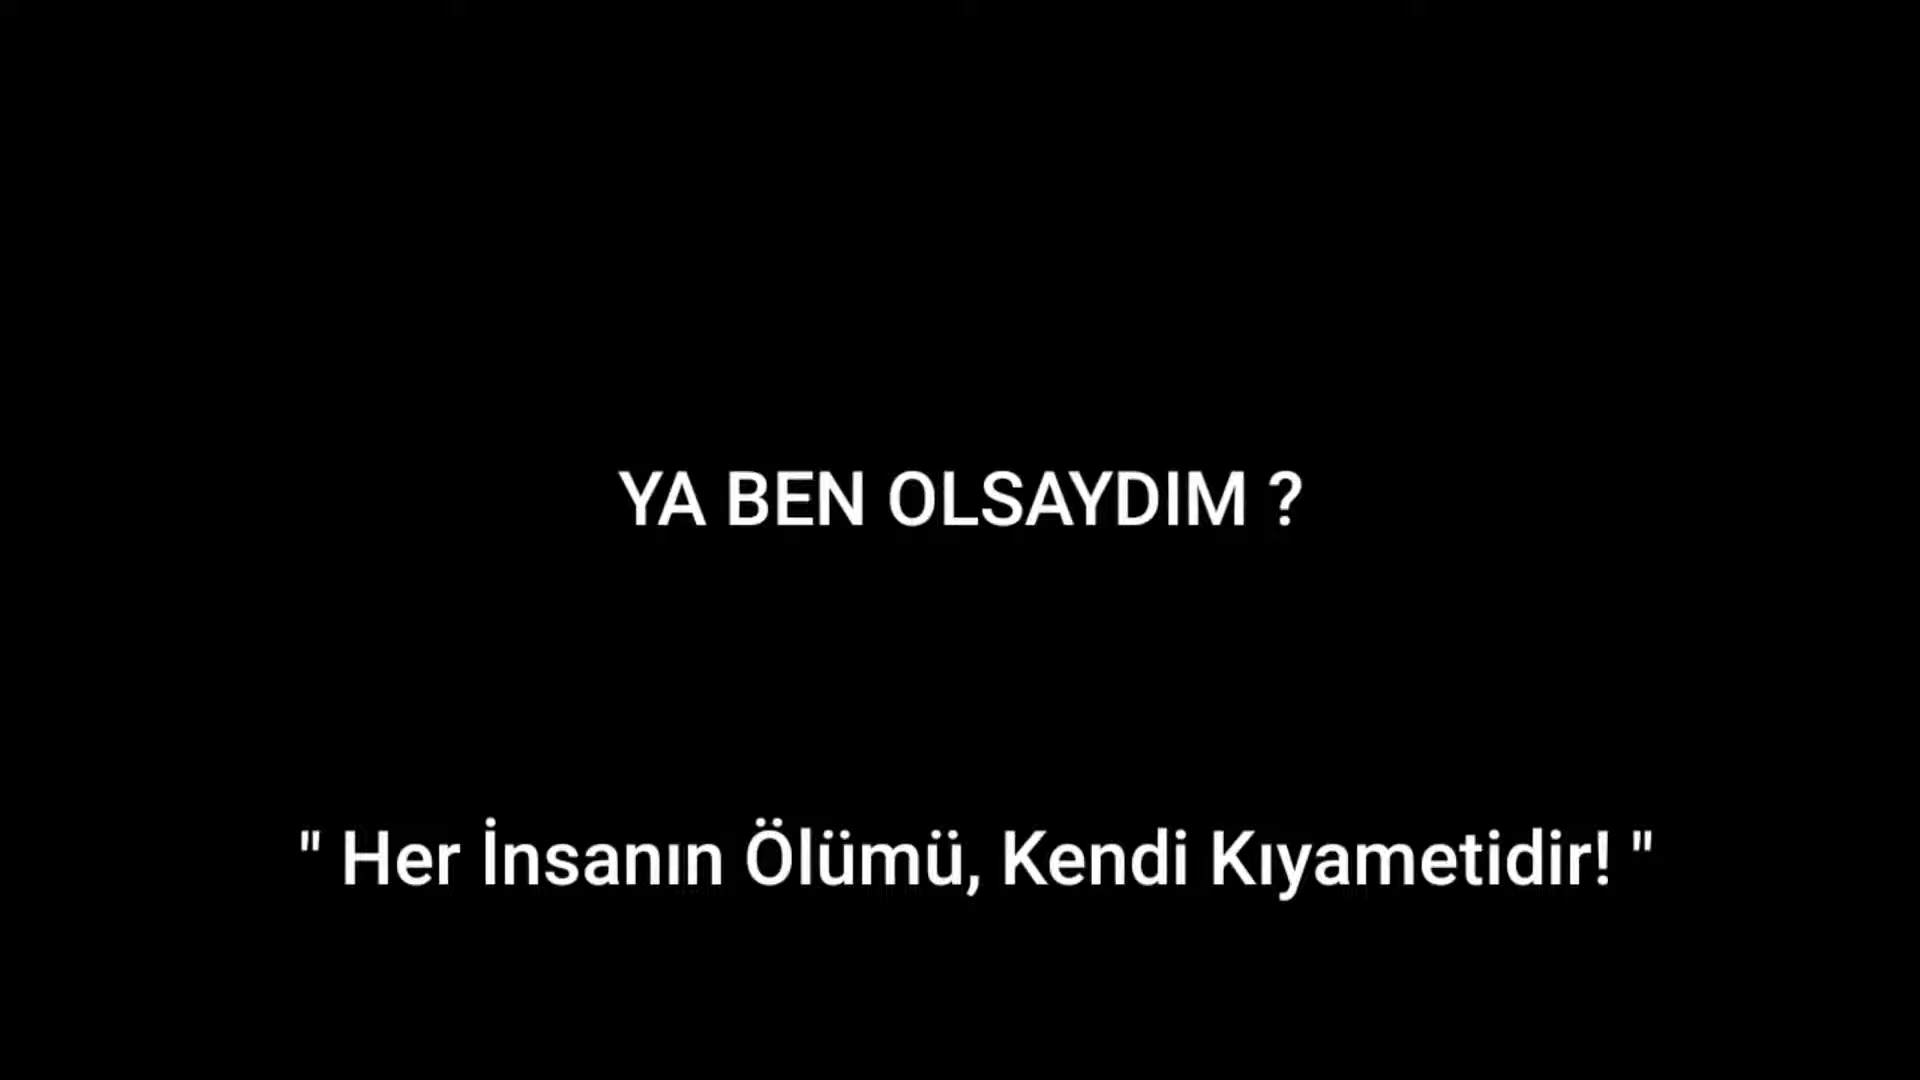 YA BEN OLSAYDIM ?
" Her İnsanın Ölümü, Kendi Kıyametidir! "